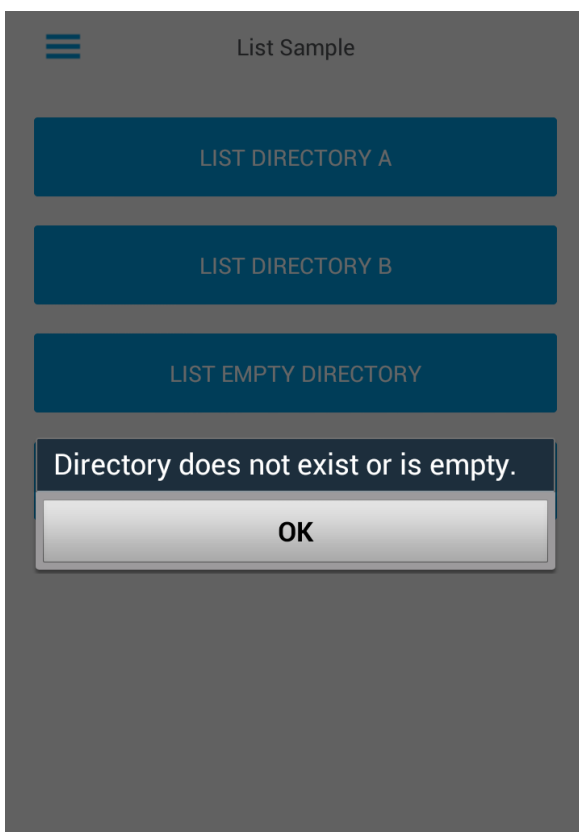 List Sample
LIST DIRECTORY A
LIST DIRECTORY B
LIST EMPTY DIRECTORY
Directory does not exist or is empty.
OK